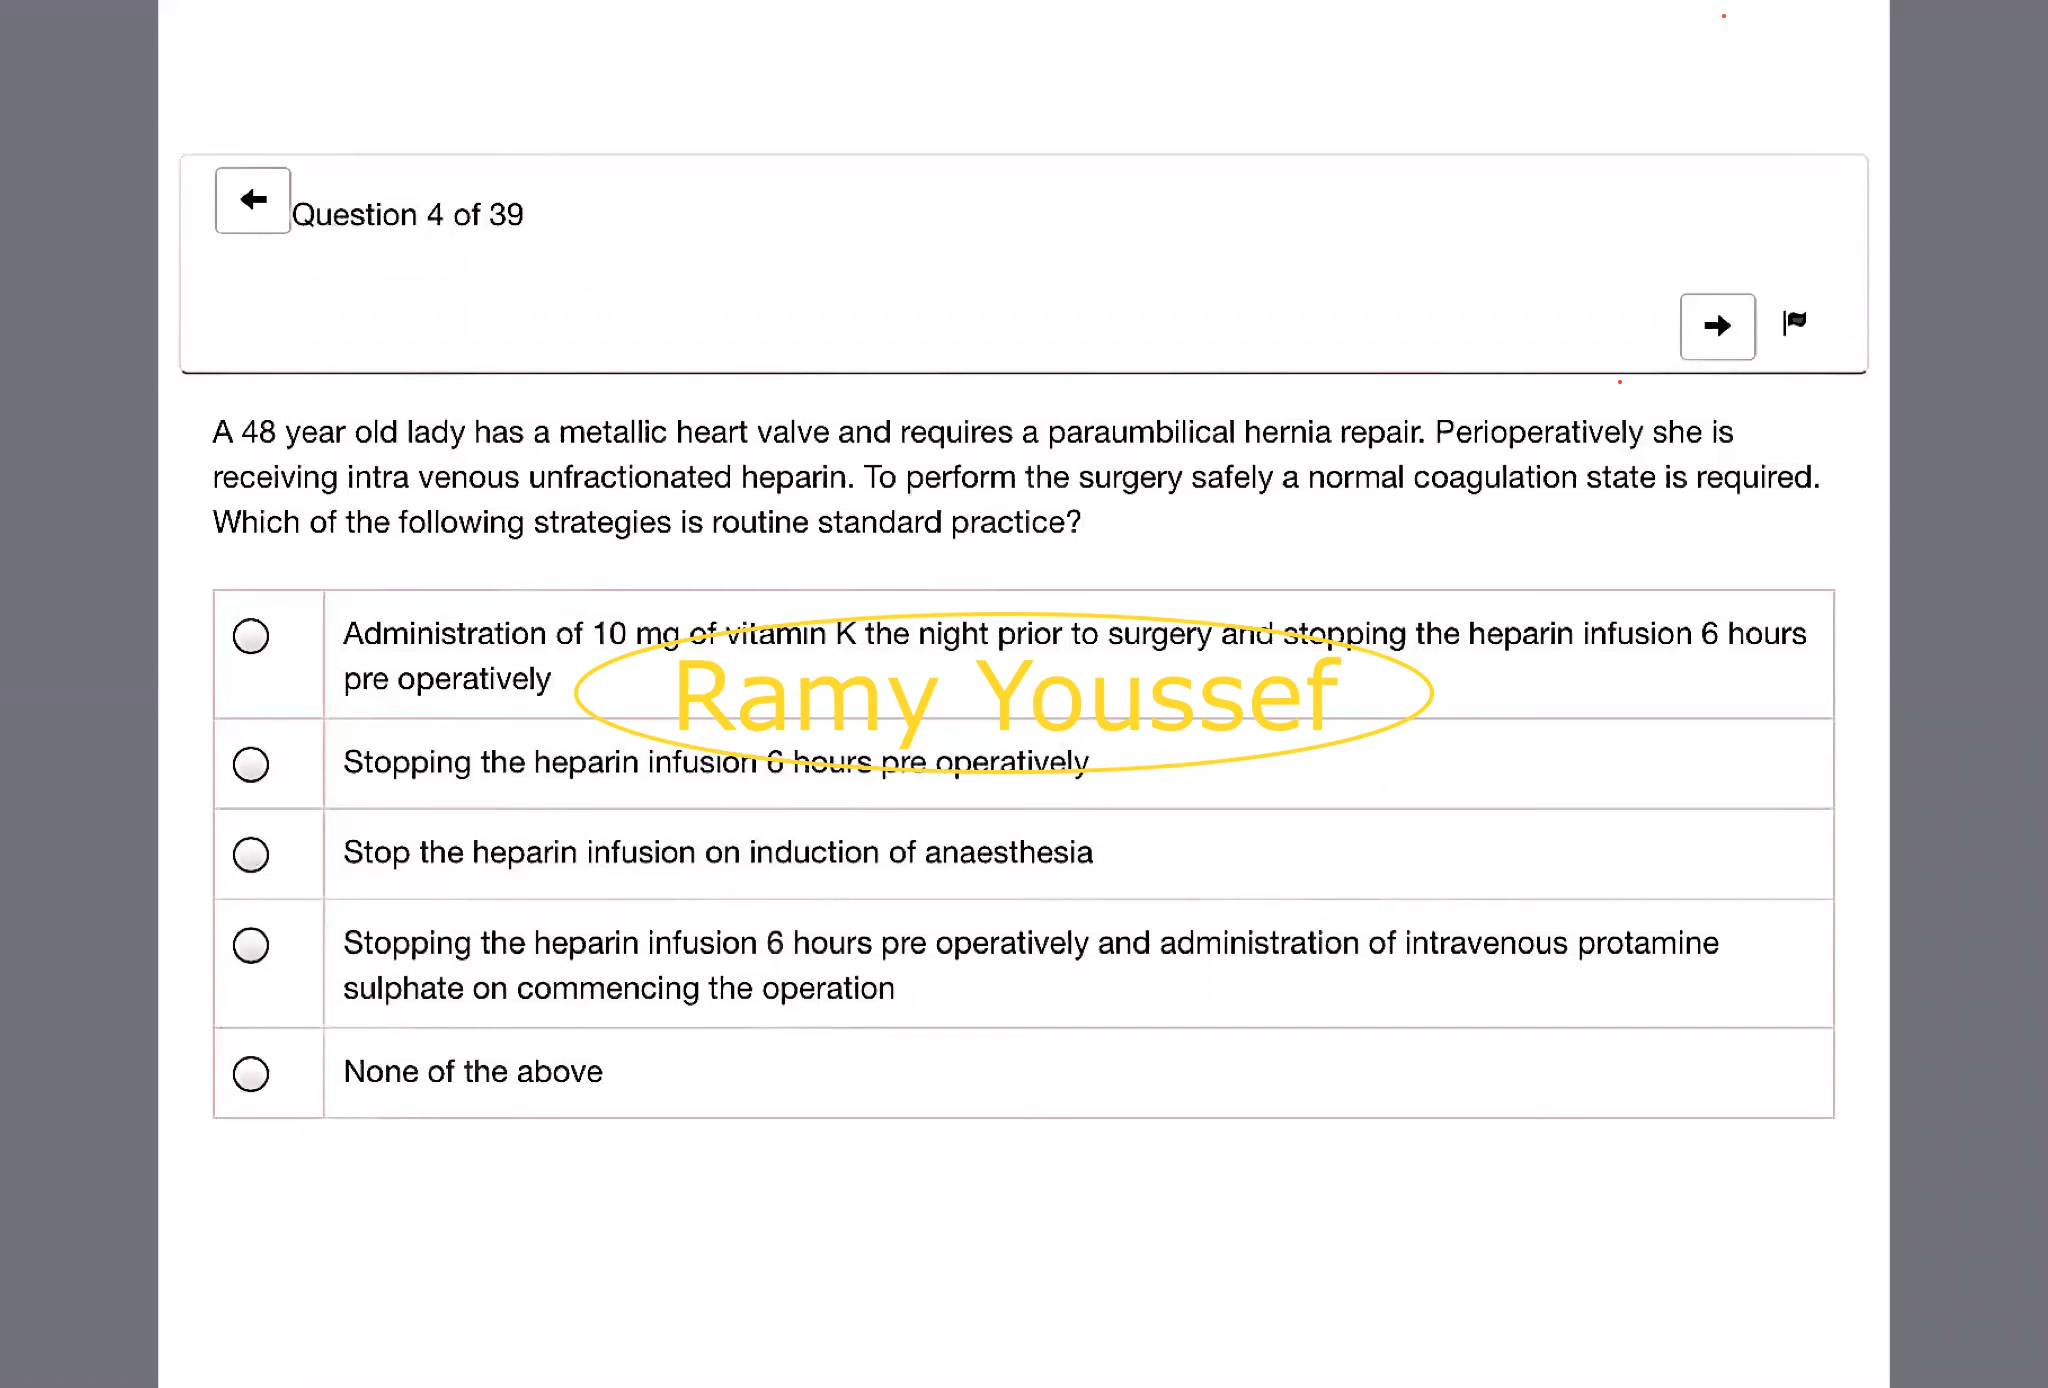 Question 4 of 39
A 48 year old lady has a metallic heart valve and requires a paraumbilical hernia repair. Perioperatively she is
receiving intra venous unfractionated heparin. To perform the surgery safely a normal coagulation state is required.
Which of the following strategies is routine standard practice?
Administration of 10 mg of vitamin K the night prior to surgery and stopping the heparin infusion 6 hours
pre operatively
Ramy Youssef
Stopping the heparin infusion 6 hours pre operatively
Stop the heparin infusion on induction of anaesthesia
Stopping the heparin infusion 6 hours pre operatively and administration of intravenous protamine
sulphate on commencing the operation
None of the above